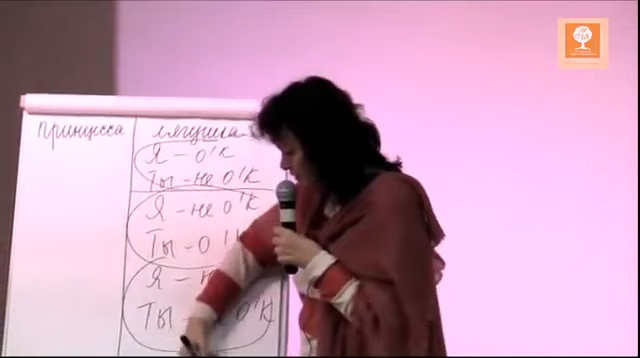 принцесса
лягушка
Я - о'к
Ты - не о'к
Я - не о'к
Ты - о'к
Я - н
Ты - о'к